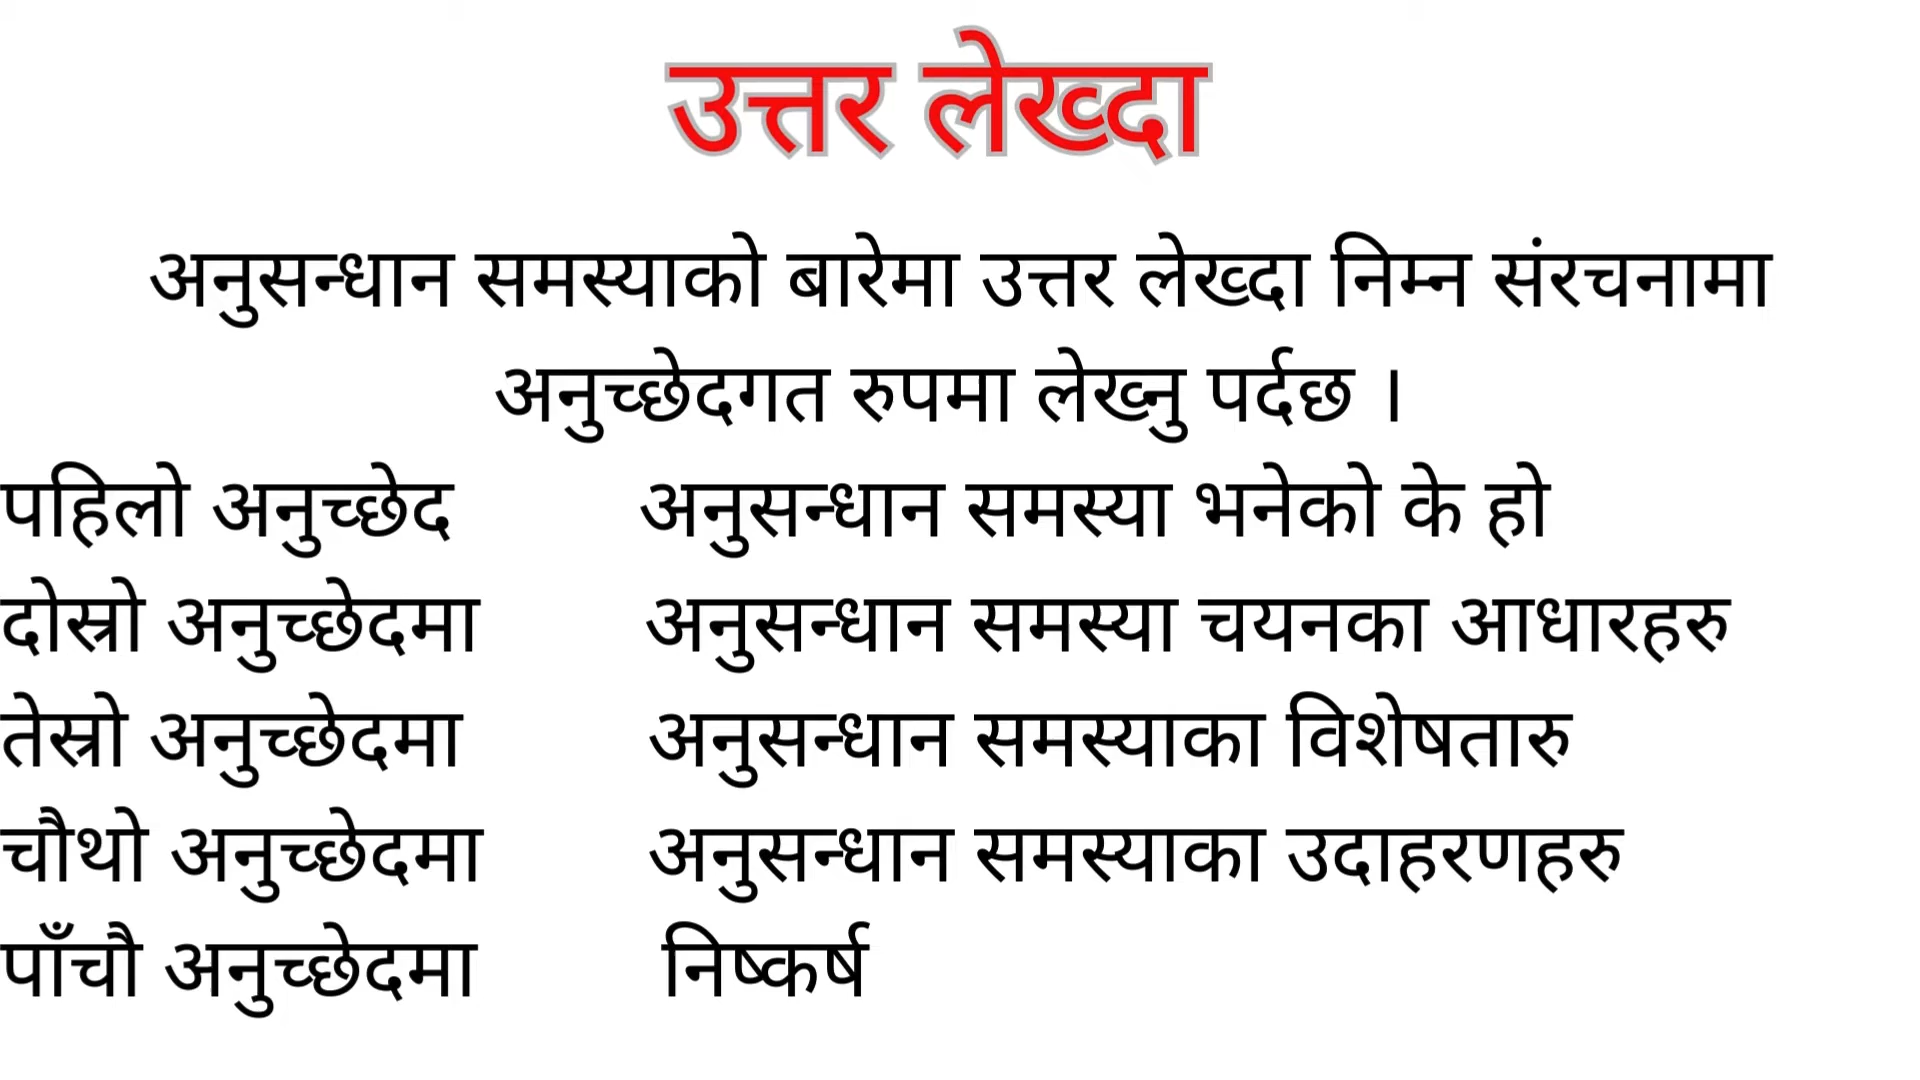 उत्तर लेख्दा
अनुसन्धान समस्याको बारेमा उत्तर लेख्दा निम्न संरचनामा
अनुच्छेदगत रुपमा लेख्नु पर्दछ ।
पहिलो अनुच्छेद अनुसन्धान समस्या भनेको के हो
दोस्रो अनुच्छेदमा अनुसन्धान समस्या चयनका आधारहरु
तेस्रो अनुच्छेदमा अनुसन्धान समस्याका विशेषतारु
चौथो अनुच्छेदमा अनुसन्धान समस्याका उदाहरणहरु
पाँचौ अनुच्छेदमा निष्कर्ष